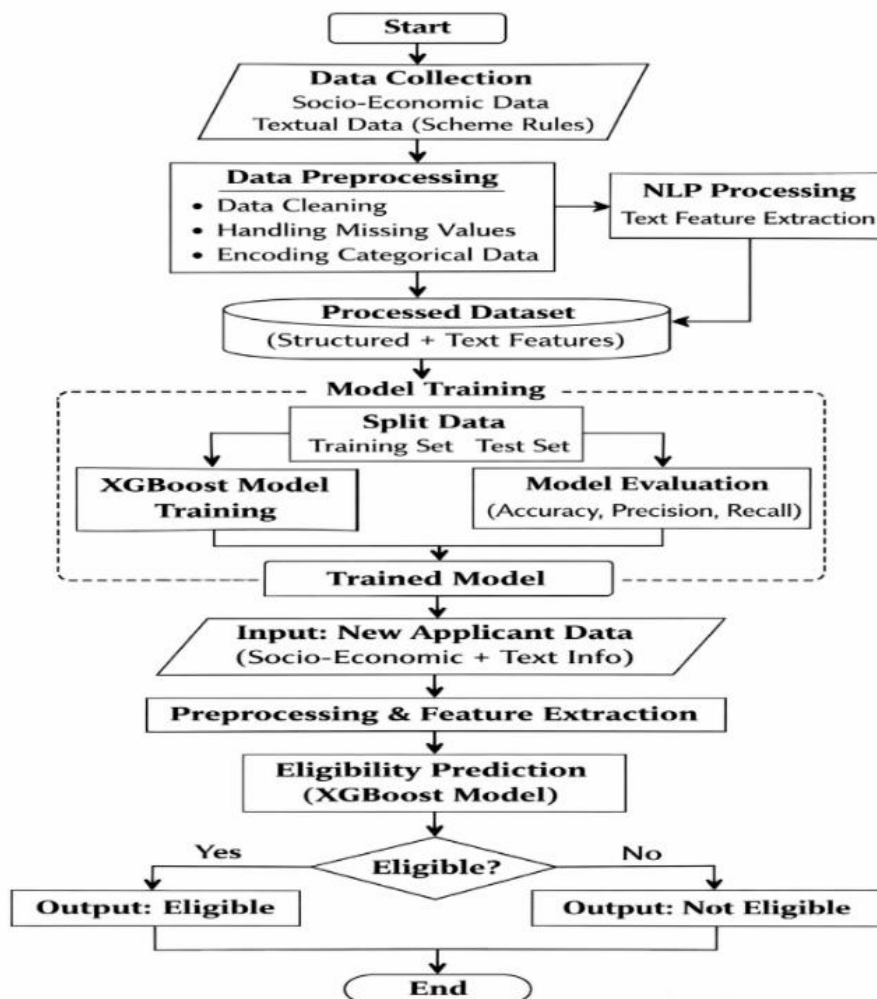 Start
Data Collection
Socio-Economic Data
Textual Data (Scheme Rules)
Data Preprocessing
• Data Cleaning
• Handling Missing Values
• Encoding Categorical Data
NLP Processing
Text Feature Extraction
Processed Dataset
(Structured + Text Features)
Model Training
Split Data
Training Set Test Set
XGBoost Model
Training
Model Evaluation
(Accuracy, Precision, Recall)
Trained Model
Input: New Applicant Data
(Socio-Economic + Text Info)
Preprocessing & Feature Extraction
Eligibility Prediction
(XGBoost Model)
Eligible?
Yes
No
Output: Eligible
Output: Not Eligible
End